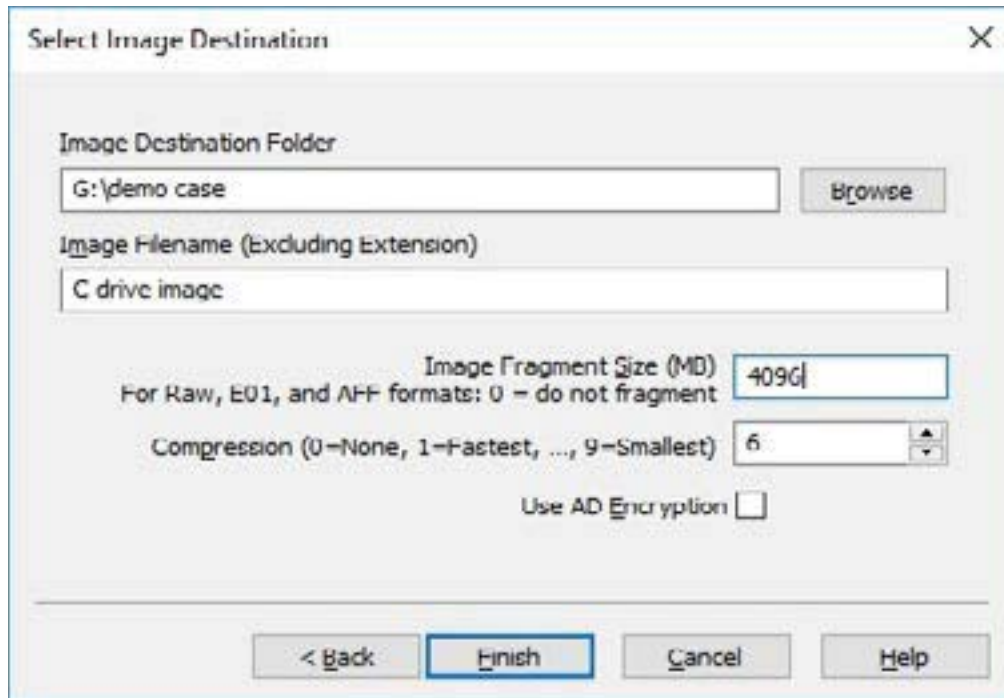 Select Image Destination
Image Destination Folder
G:\demo case
Browse
Image Filename (Excluding Extension)
C drive image
Image Fragment Size (MB)
4096
For Raw, E01, and AFF formats: 0 = do not fragment
Compression (0=None, 1=Fastest, ..., 9=Smallest)
6
Use AD Encryption
< Back
Finish
Cancel
Help